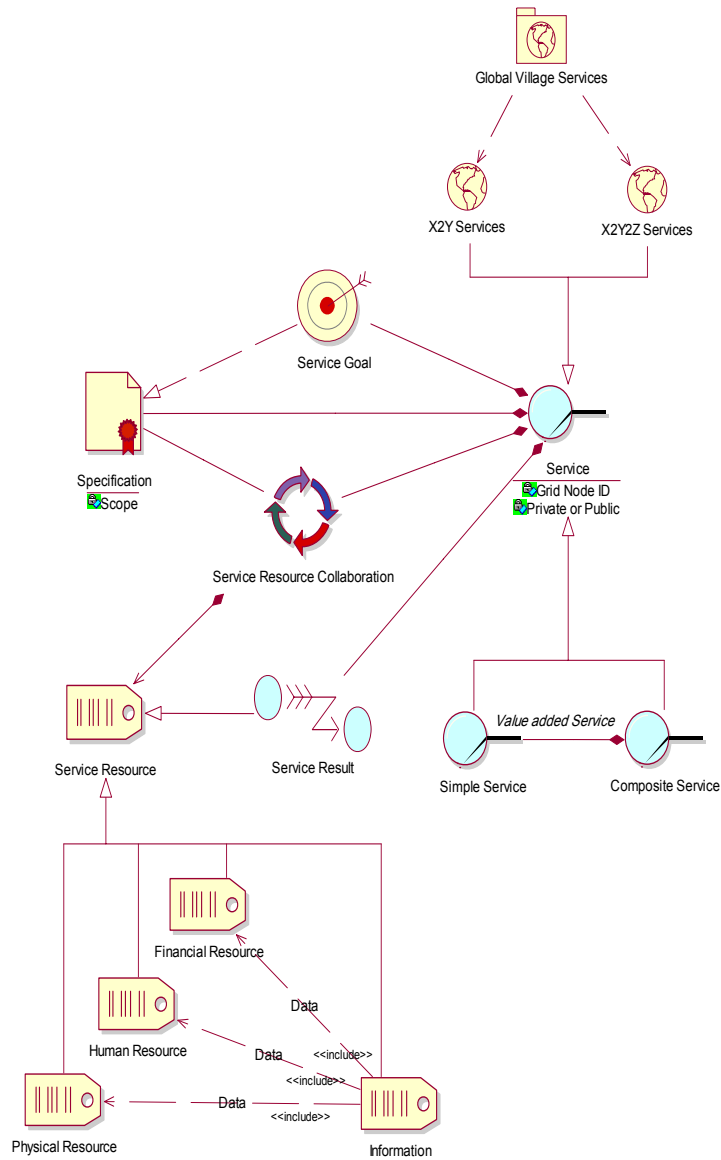 Global Village Services
X2Y Services
X2Y2Z Services
Service Goal
Specification
Scope
Service
Grid Node ID
Private or Public
Service Resource Collaboration
Service Resource
Service Result
Value added Service
Simple Service
Composite Service
Financial Resource
Data
Human Resource
Data
<<include>>
<<include>>
Data
<<include>>
Physical Resource
Information